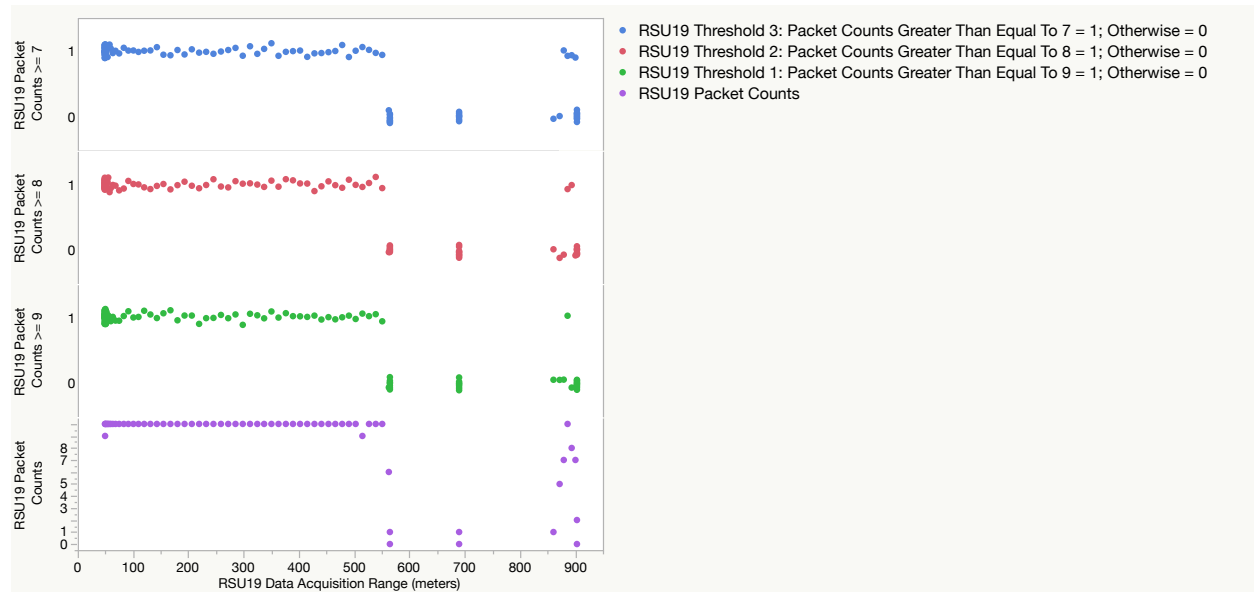 RSU19 Packet
Counts >= 7
1
0
RSU19 Packet
Counts >= 8
1
0
RSU19 Packet
Counts >= 9
1
0
RSU19 Packet
Counts
8
7
5
4
3
1
0
0 100 200 300 400 500 600 700 800 900
RSU19 Data Acquisition Range (meters)
RSU19 Threshold 3: Packet Counts Greater Than Equal To 7 = 1; Otherwise = 0
RSU19 Threshold 2: Packet Counts Greater Than Equal To 8 = 1; Otherwise = 0
RSU19 Threshold 1: Packet Counts Greater Than Equal To 9 = 1; Otherwise = 0
RSU19 Packet Counts